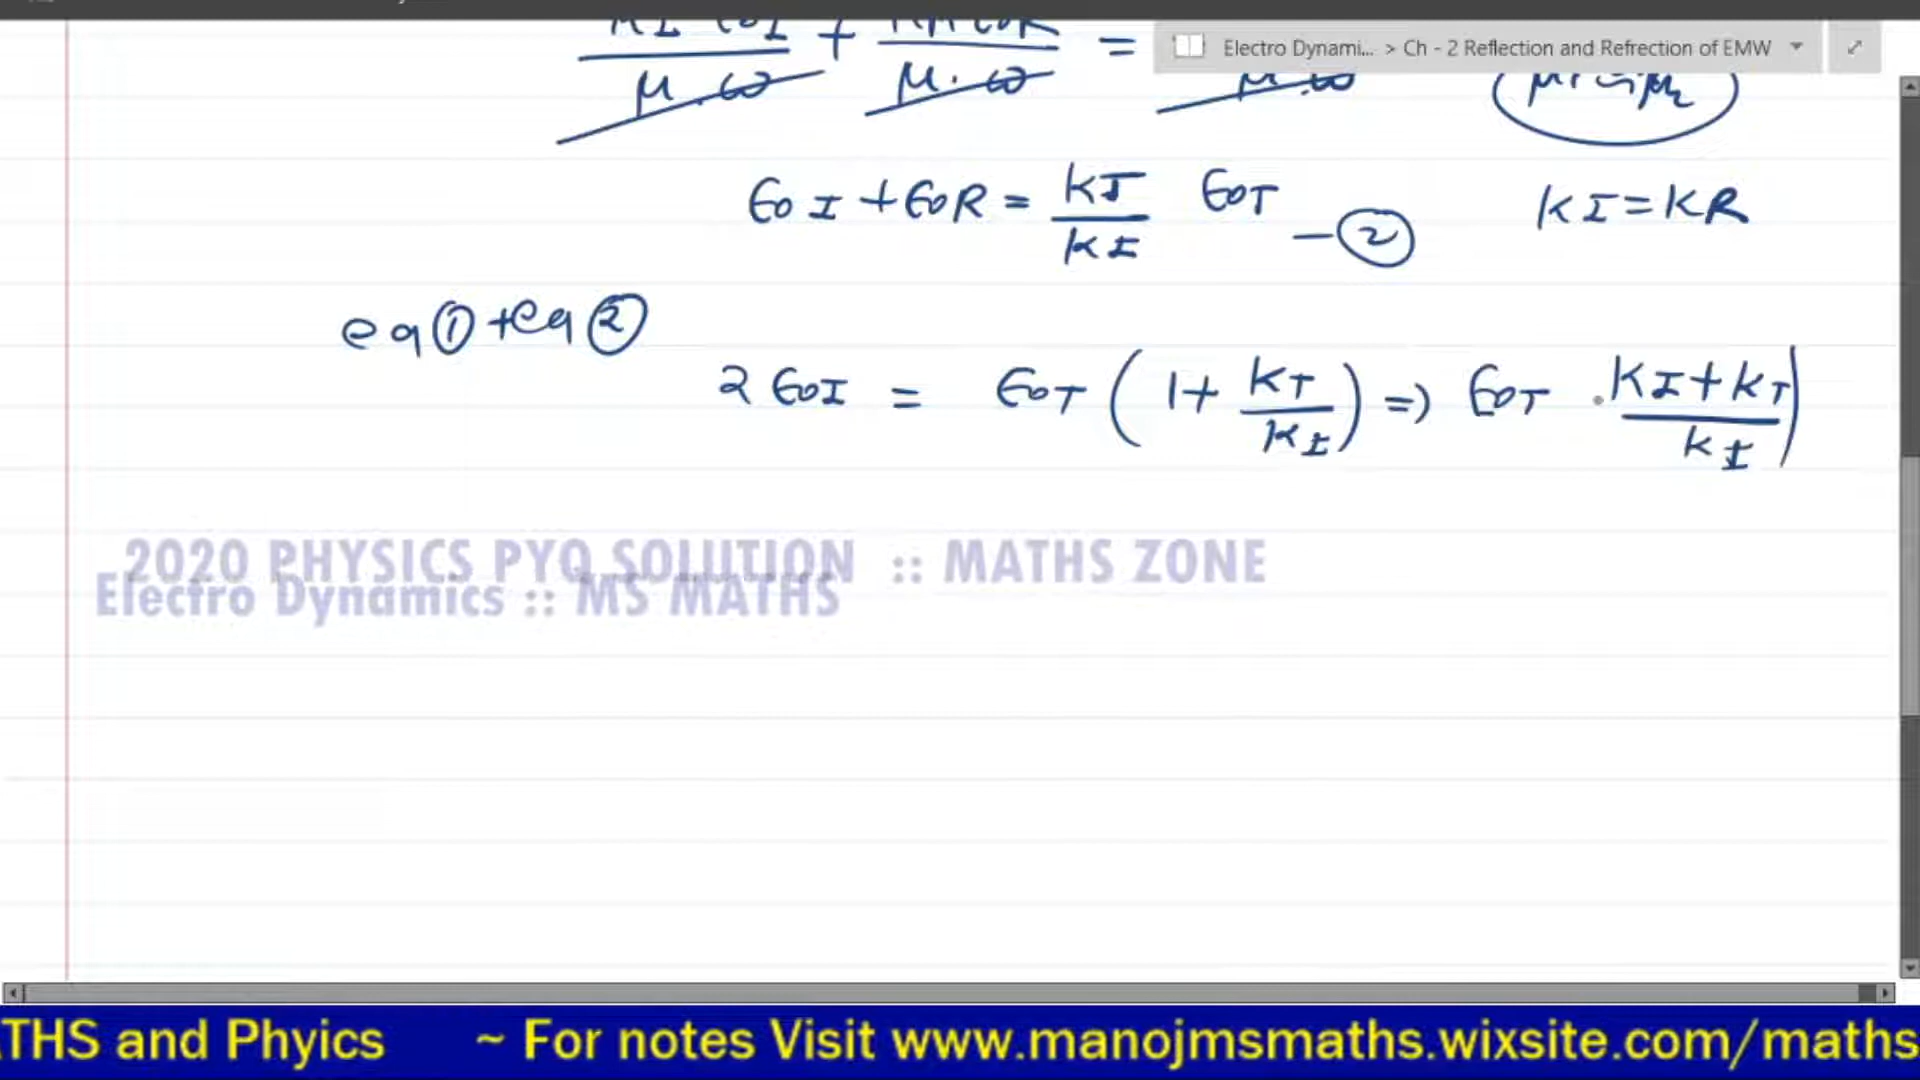 Electro Dynami... > Ch - 2 Reflection and Refrection of EMW
+ =
μ.ω μ.ω μ.ω
E0I + E0R = KT/KI E0T —② KI = KR
eq ① + eq ②
2 E0I = E0T (1 + KT/KI) => E0T . KI + KT / KI
2020 PHYSICS PYQ SOLUTION :: MATHS ZONE
Electro Dynamics :: MS MATHS
THS and Phyics ~ For notes Visit www.manojmsmaths.wixsite.com/maths